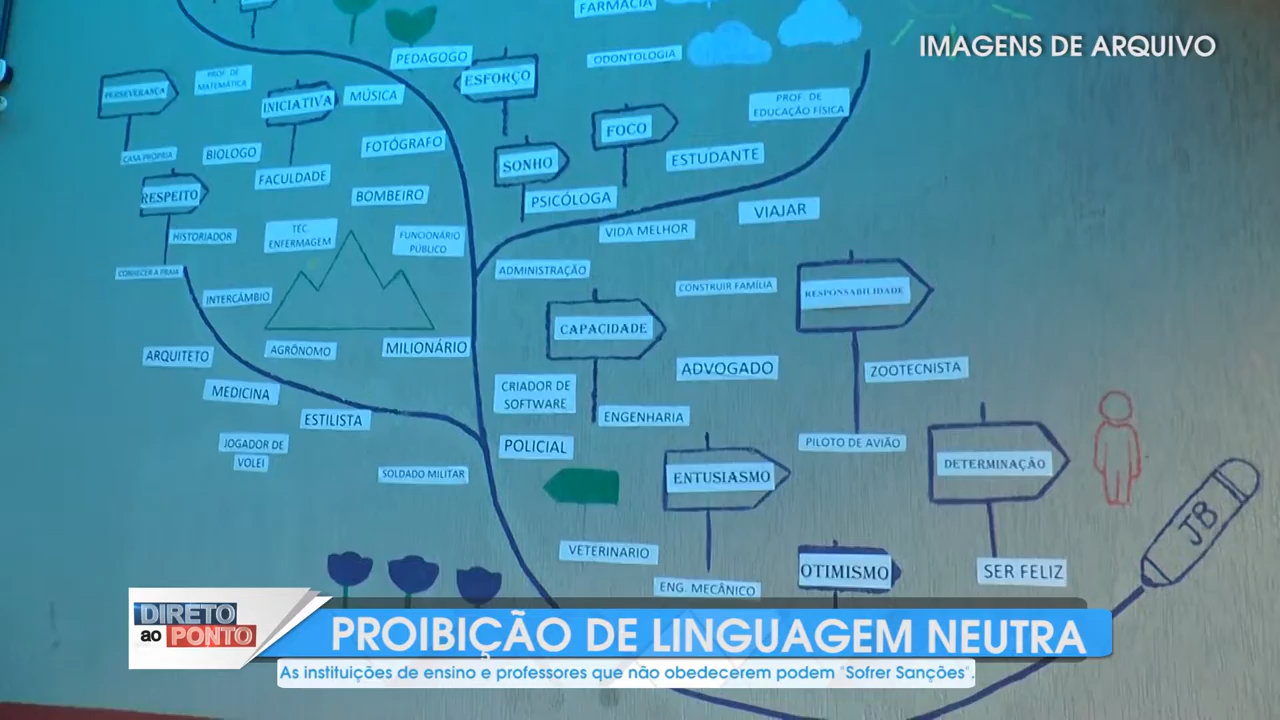 FARMÁCIA
IMAGENS DE ARQUIVO
PEDAGOGO
ODONTOLOGIA
ESFORÇO
PERSEVERANÇA
PROF. DE
MATEMÁTICA
INICIATIVA
MÚSICA
PROF. DE
EDUCAÇÃO FÍSICA
FOCO
FOTÓGRAFO
CASA PRÓPRIA
BIOLOGO
SONHO
ESTUDANTE
FACULDADE
RESPEITO
BOMBEIRO
PSICÓLOGA
VIAJAR
HISTORIADOR
TÉC.
ENFERMAGEM
FUNCIONÁRIO
PÚBLICO
VIDA MELHOR
CONHECER A PRAIA
ADMINISTRAÇÃO
INTERCÂMBIO
CONSTRUIR FAMÍLIA
RESPONSABILIDADE
CAPACIDADE
ARQUITETO
AGRÔNOMO
MILIONÁRIO
ADVOGADO
ZOOTECNISTA
MEDICINA
CRIADOR DE
SOFTWARE
ESTILISTA
ENGENHARIA
JOGADOR DE
VOLEI
POLICIAL
PILOTO DE AVIÃO
SOLDADO MILITAR
ENTUSIASMO
DETERMINAÇÃO
JB
VETERINARIO
OTIMISMO
SER FELIZ
ENG. MECÂNICO
DIRETO
AO PONTO
PROIBIÇÃO DE LINGUAGEM NEUTRA
As instituições de ensino e professores que não obedecerem podem "Sofrer Sanções".